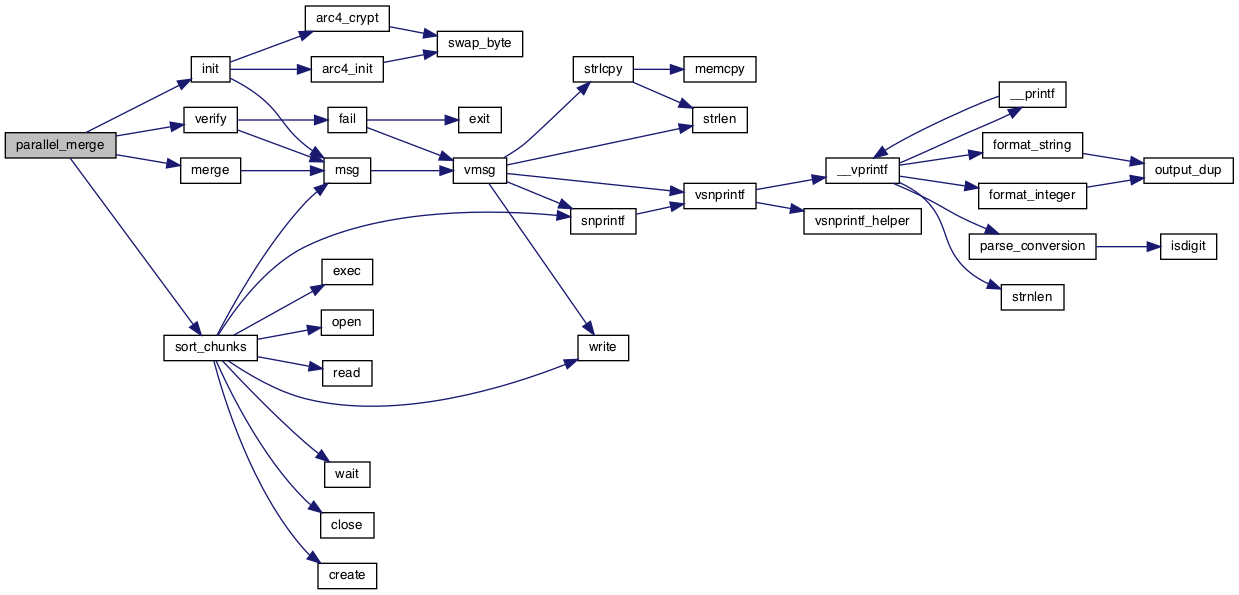 parallel_merge
init
verify
merge
sort_chunks
arc4_crypt
arc4_init
fail
msg
exec
open
read
wait
close
create
swap_byte
exit
vmsg
strlcpy
snprintf
write
memcpy
strlen
vsnprintf
__vprintf
vsnprintf_helper
__printf
format_string
format_integer
parse_conversion
strnlen
output_dup
isdigit